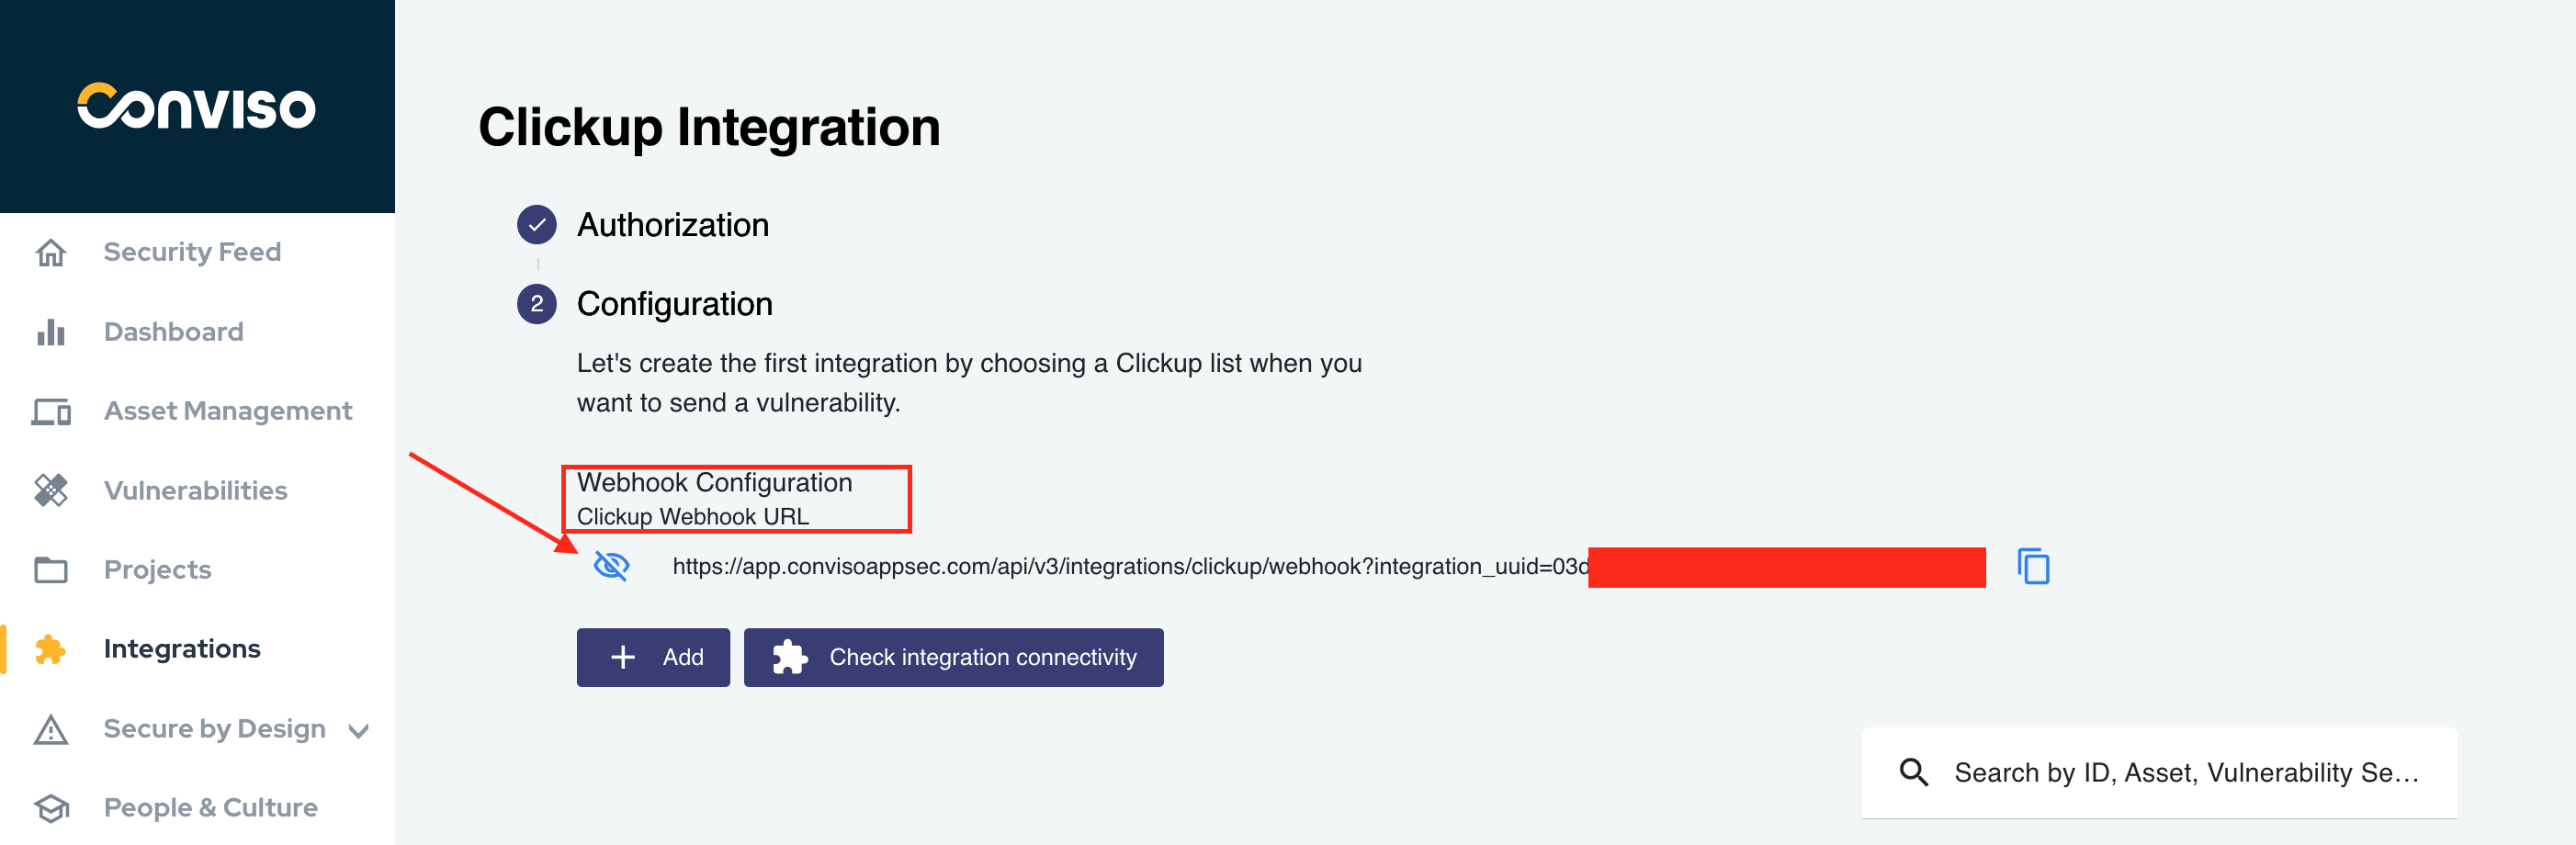 Conviso
Security Feed
Dashboard
Asset Management
Vulnerabilities
Projects
Integrations
Secure by Design
People & Culture
Clickup Integration
Authorization
2 Configuration
Let's create the first integration by choosing a Clickup list when you
want to send a vulnerability.
Webhook Configuration
Clickup Webhook URL
https://app.convisoappsec.com/api/v3/integrations/clickup/webhook?integration_uuid=03d
Add
Check integration connectivity
Search by ID, Asset, Vulnerability Se...